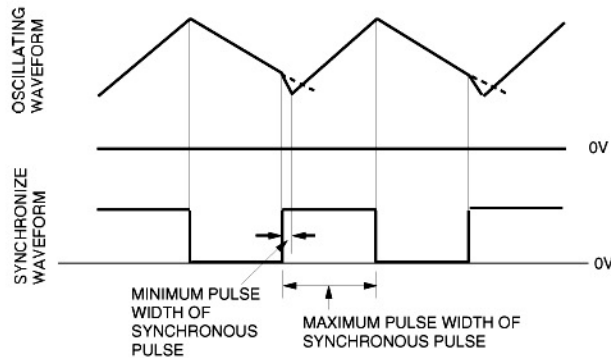 OSCILLATING
WAVEFORM
0V
SYNCHRONIZE
WAVEFORM
0V
MINIMUM PULSE
WIDTH OF
SYNCHRONOUS
PULSE
MAXIMUM PULSE WIDTH OF
SYNCHRONOUS PULSE